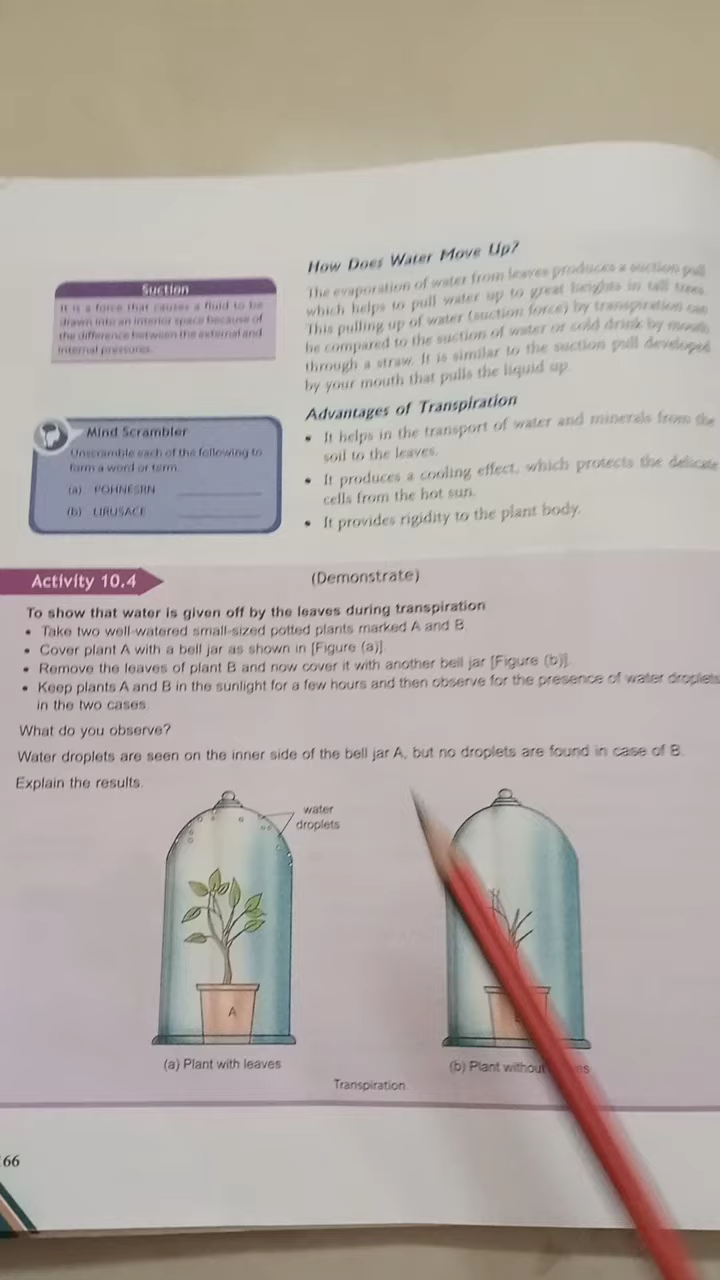 How Does Water Move Up?
The evaporation of water from leaves produces a suction pull
which helps to pull water up to great heights in tall trees.
This pulling up of water (suction force) by transpiration can
be compared to the suction of water or cold drink by mouth
through a straw. It is similar to the suction pull developed
by your mouth that pulls the liquid up.
Suction
It is a force that causes a fluid to be
drawn into an interior space because of
the difference between the external and
internal pressures.
Mind Scrambler
Unscramble each of the following to
form a word or term.
(a) POHNESRN
(b) LIRUSACE
Advantages of Transpiration
• It helps in the transport of water and minerals from the
soil to the leaves.
• It produces a cooling effect, which protects the delicate
cells from the hot sun.
• It provides rigidity to the plant body.
Activity 10.4
(Demonstrate)
To show that water is given off by the leaves during transpiration
• Take two well-watered small-sized potted plants marked A and B.
• Cover plant A with a bell jar as shown in [Figure (a)].
• Remove the leaves of plant B and now cover it with another bell jar [Figure (b)].
• Keep plants A and B in the sunlight for a few hours and then observe for the presence of water droplets
in the two cases.
What do you observe?
Water droplets are seen on the inner side of the bell jar A, but no droplets are found in case of B.
Explain the results.
water
droplets
A
(a) Plant with leaves
(b) Plant without
Transpiration
66